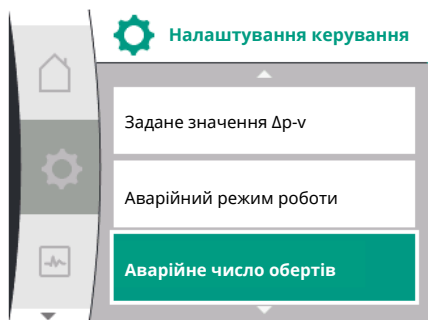 Налаштування керування
Задане значення Δp-v
Аварійний режим роботи
Аварійне число обертів